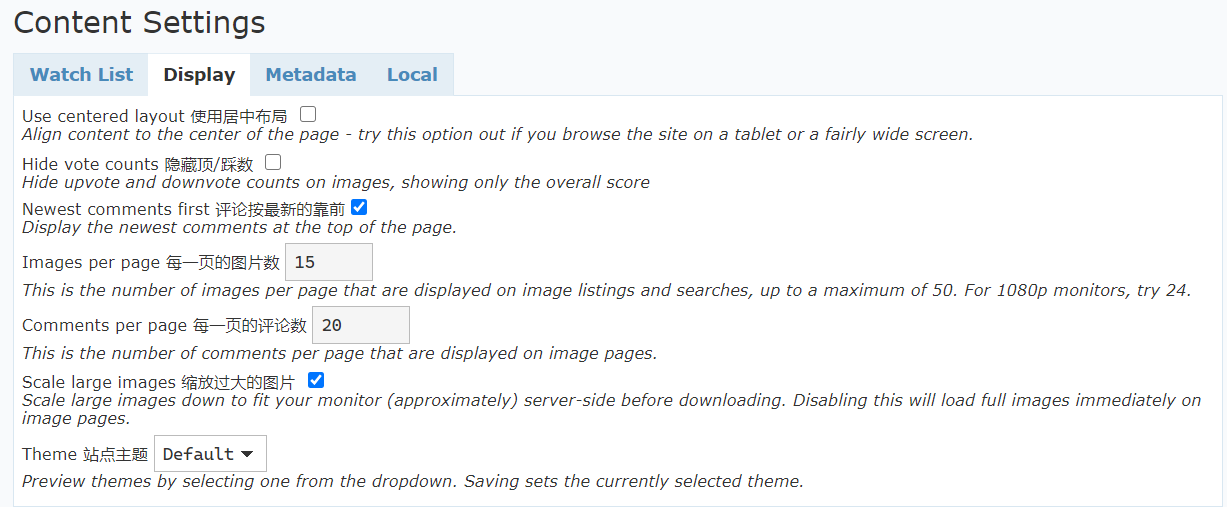 Content Settings
Watch List Display Metadata Local
Use centered layout 使用居中布局
Align content to the center of the page - try this option out if you browse the site on a tablet or a fairly wide screen.
Hide vote counts 隐藏顶/踩数
Hide upvote and downvote counts on images, showing only the overall score
Newest comments first 评论按最新的靠前
Display the newest comments at the top of the page.
Images per page 每一页的图片数 15
This is the number of images per page that are displayed on image listings and searches, up to a maximum of 50. For 1080p monitors, try 24.
Comments per page 每一页的评论数 20
This is the number of comments per page that are displayed on image pages.
Scale large images 缩放过大的图片
Scale large images down to fit your monitor (approximately) server-side before downloading. Disabling this will load full images immediately on
image pages.
Theme 站点主题 Default
Preview themes by selecting one from the dropdown. Saving sets the currently selected theme.